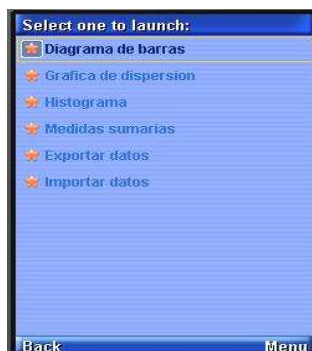 Select one to launch:
Diagrama de barras
Grafica de dispersion
Histograma
Medidas sumarias
Exportar datos
Importar datos
Back Menu